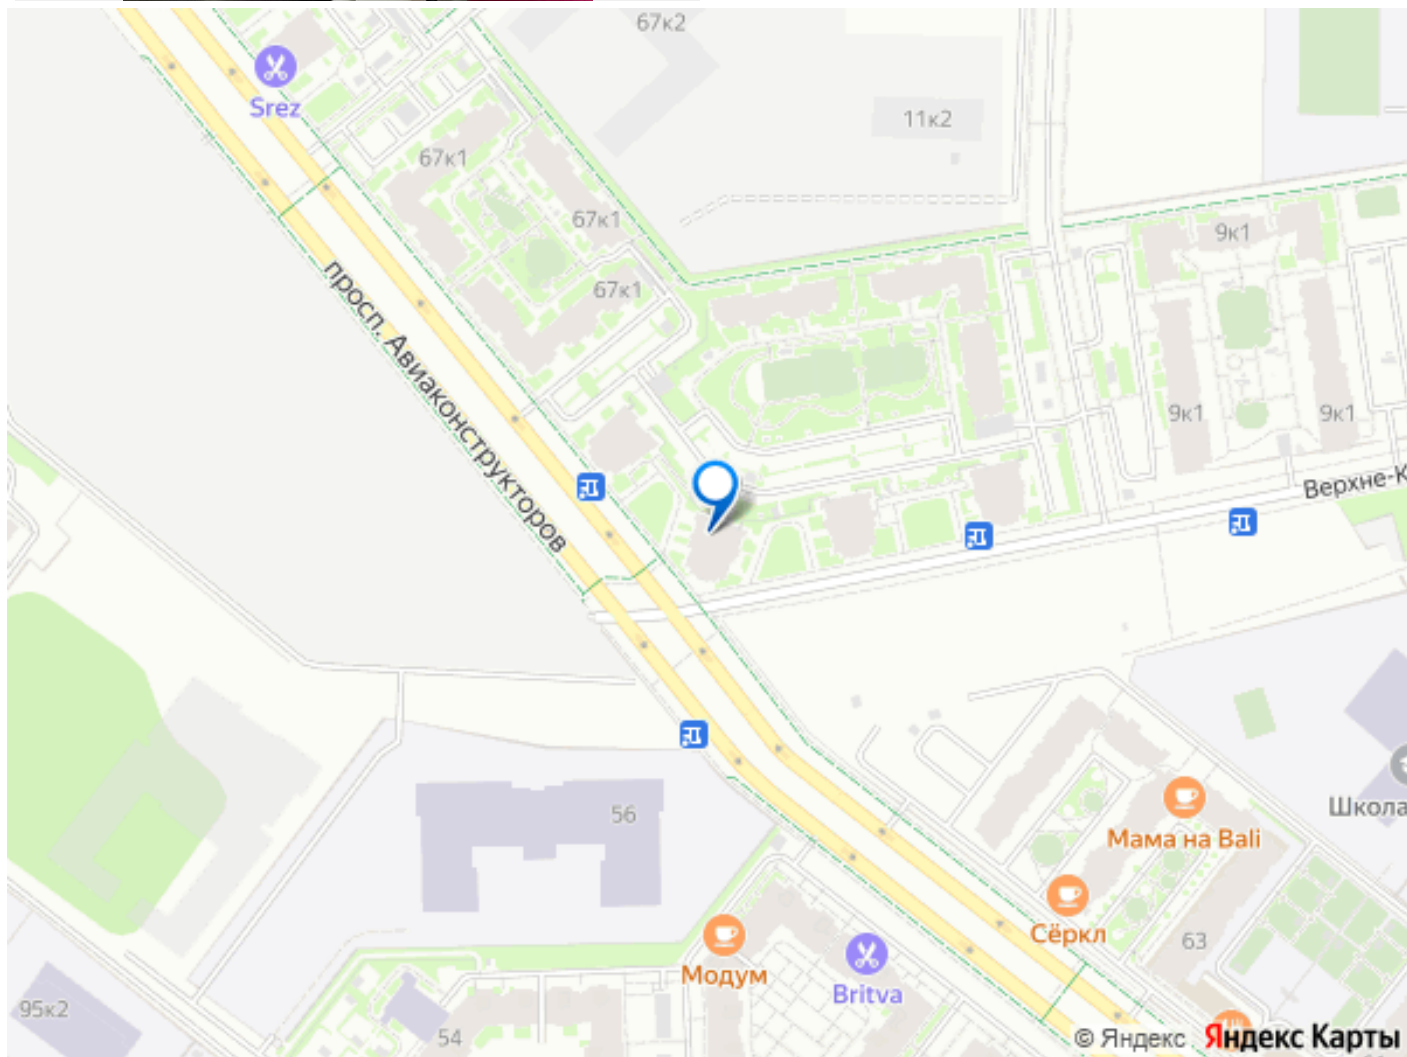 67к2
Srez
11к2
67к1
67к1
9к1
67к1
просп. Авиаконструкторов
9к1
9к1
Верхне-К
56
Школа
Мама на Bali
Сёркл
63
Модум
Britva
95к2
54
© Яндекс Яндекс Карты